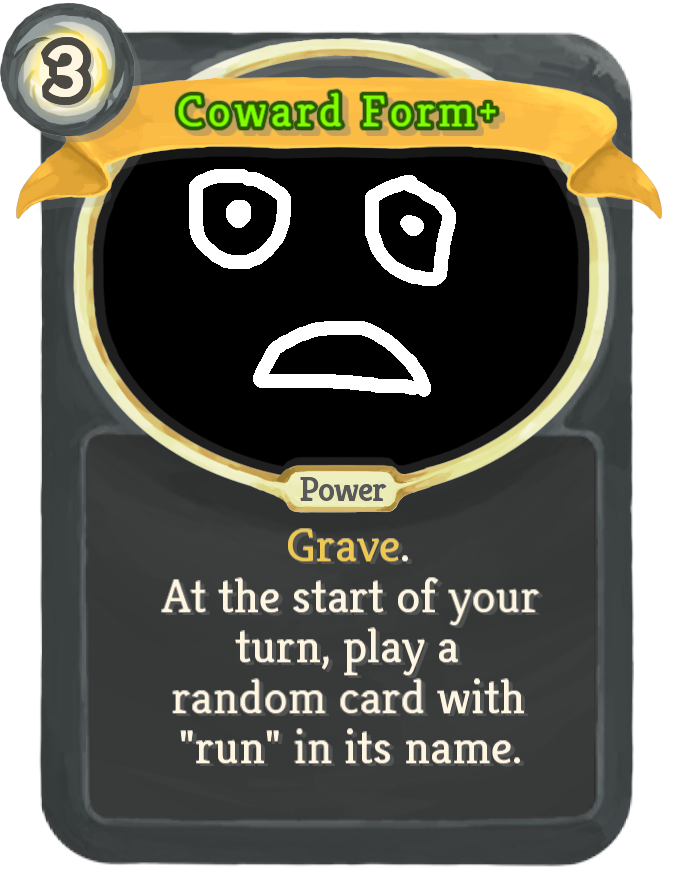 3
Coward Form+
Power
Grave.
At the start of your
turn, play a
random card with
"run" in its name.